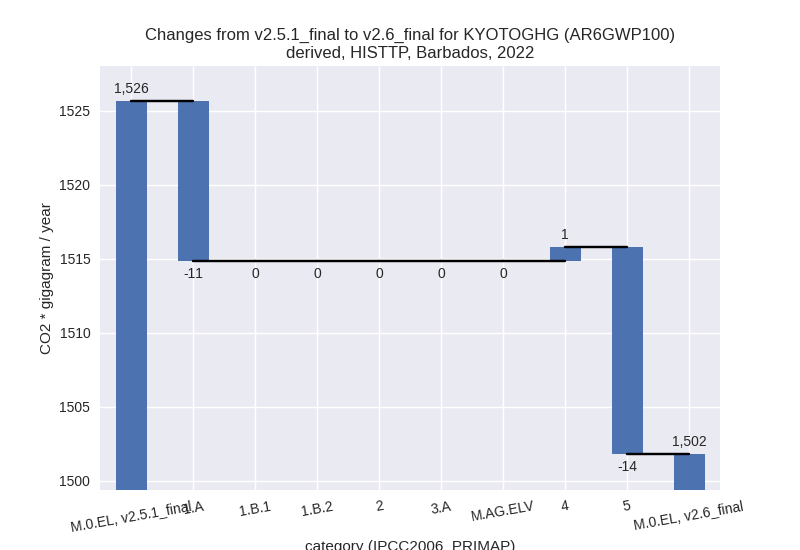 Changes from v2.5.1_final to v2.6_final for KYOTOGHG (AR6GWP100)
derived, HISTTP, Barbados, 2022
1,526
1525
1520
1515
1510
1505
1500
CO2 * gigagram / year
-11
0
0
0
0
0
1
-14
1,502
M.0.EL, v2.5.1_final
1.A
1.B.1
1.B.2
2
3.A
M.AG.ELV
4
5
M.0.EL, v2.6_final
category (IPCC2006_PRIMAP)